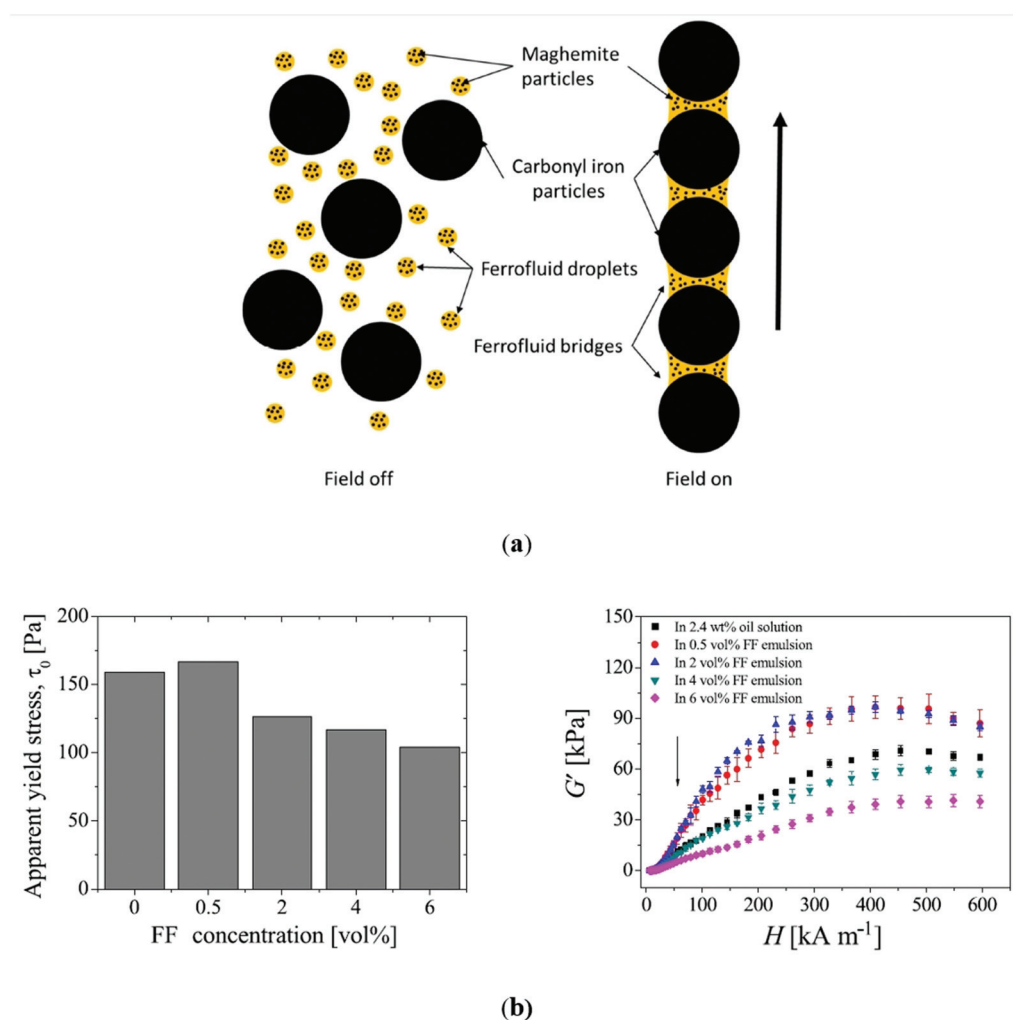 Maghemite
particles
Carbonyl iron
particles
Ferrofluid droplets
Ferrofluid bridges
Field off
Field on
(a)
200
150
100
50
0
Apparent yield stress, τ₀ [Pa]
0 0.5 2 4 6
FF concentration [vol%]
150
120
90
60
30
0
G′ [kPa]
In 2.4 wt% oil solution
In 0.5 vol% FF emulsion
In 2 vol% FF emulsion
In 4 vol% FF emulsion
In 6 vol% FF emulsion
0 100 200 300 400 500 600
H [kA m⁻¹]
(b)